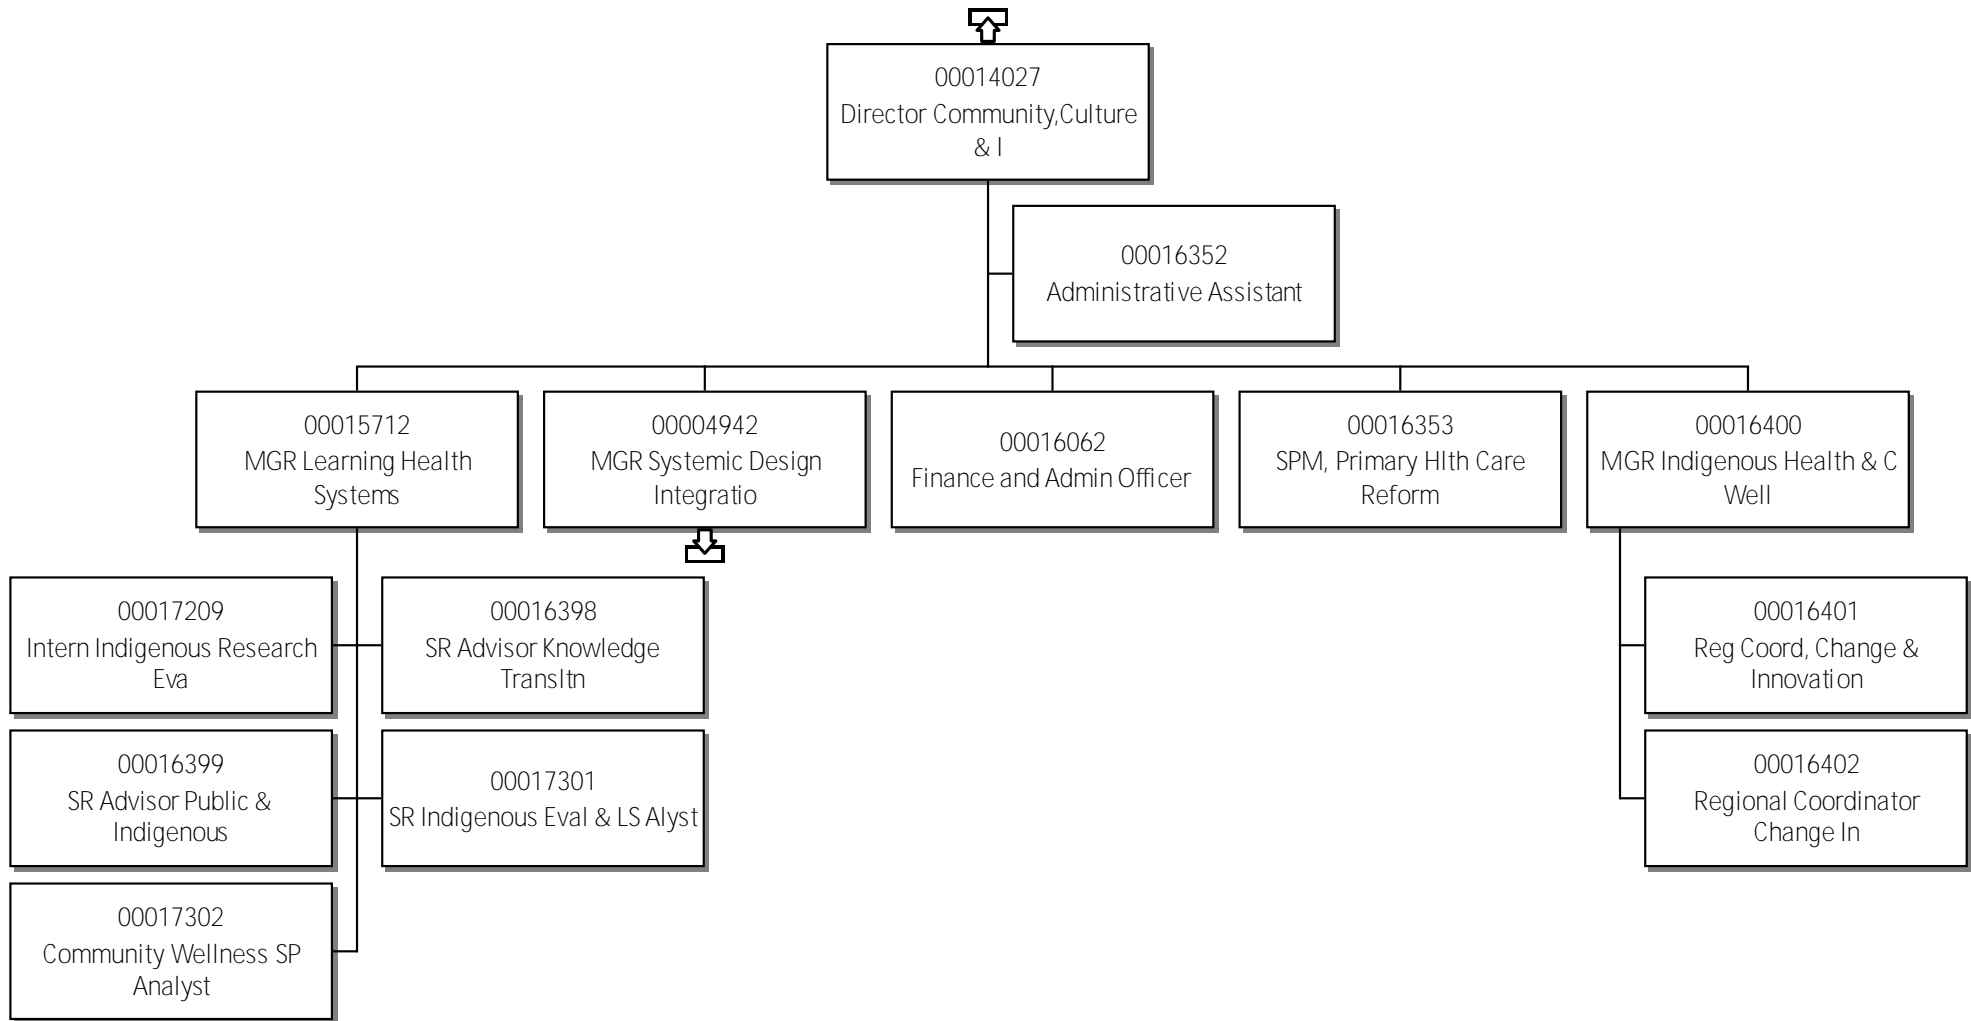 00014027
Director Community,Culture
& I
00016352
Administrative Assistant
00015712
MGR Learning Health
Systems
00004942
MGR Systemic Design
Integratio
00016062
Finance and Admin Officer
00016353
SPM, Primary Hlth Care
Reform
00016400
MGR Indigenous Health & C
Well
00017209
Intern Indigenous Research
Eva
00016398
SR Advisor Knowledge
Transltn
00016401
Reg Coord, Change &
Innovation
00016399
SR Advisor Public &
Indigenous
00017301
SR Indigenous Eval & LS Alyst
00016402
Regional Coordinator
Change In
00017302
Community Wellness SP
Analyst